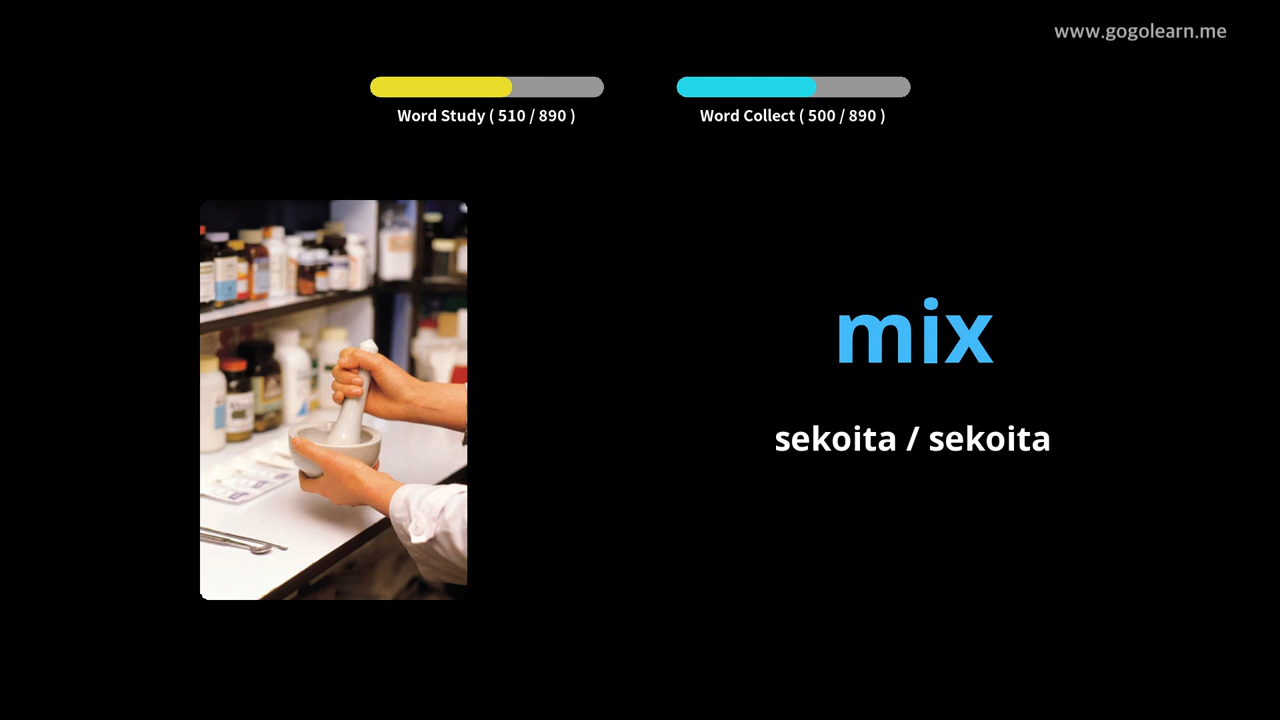 www.gogolearn.me
Word Study ( 510 / 890 )
Word Collect ( 500 / 890 )
mix
sekoita / sekoita